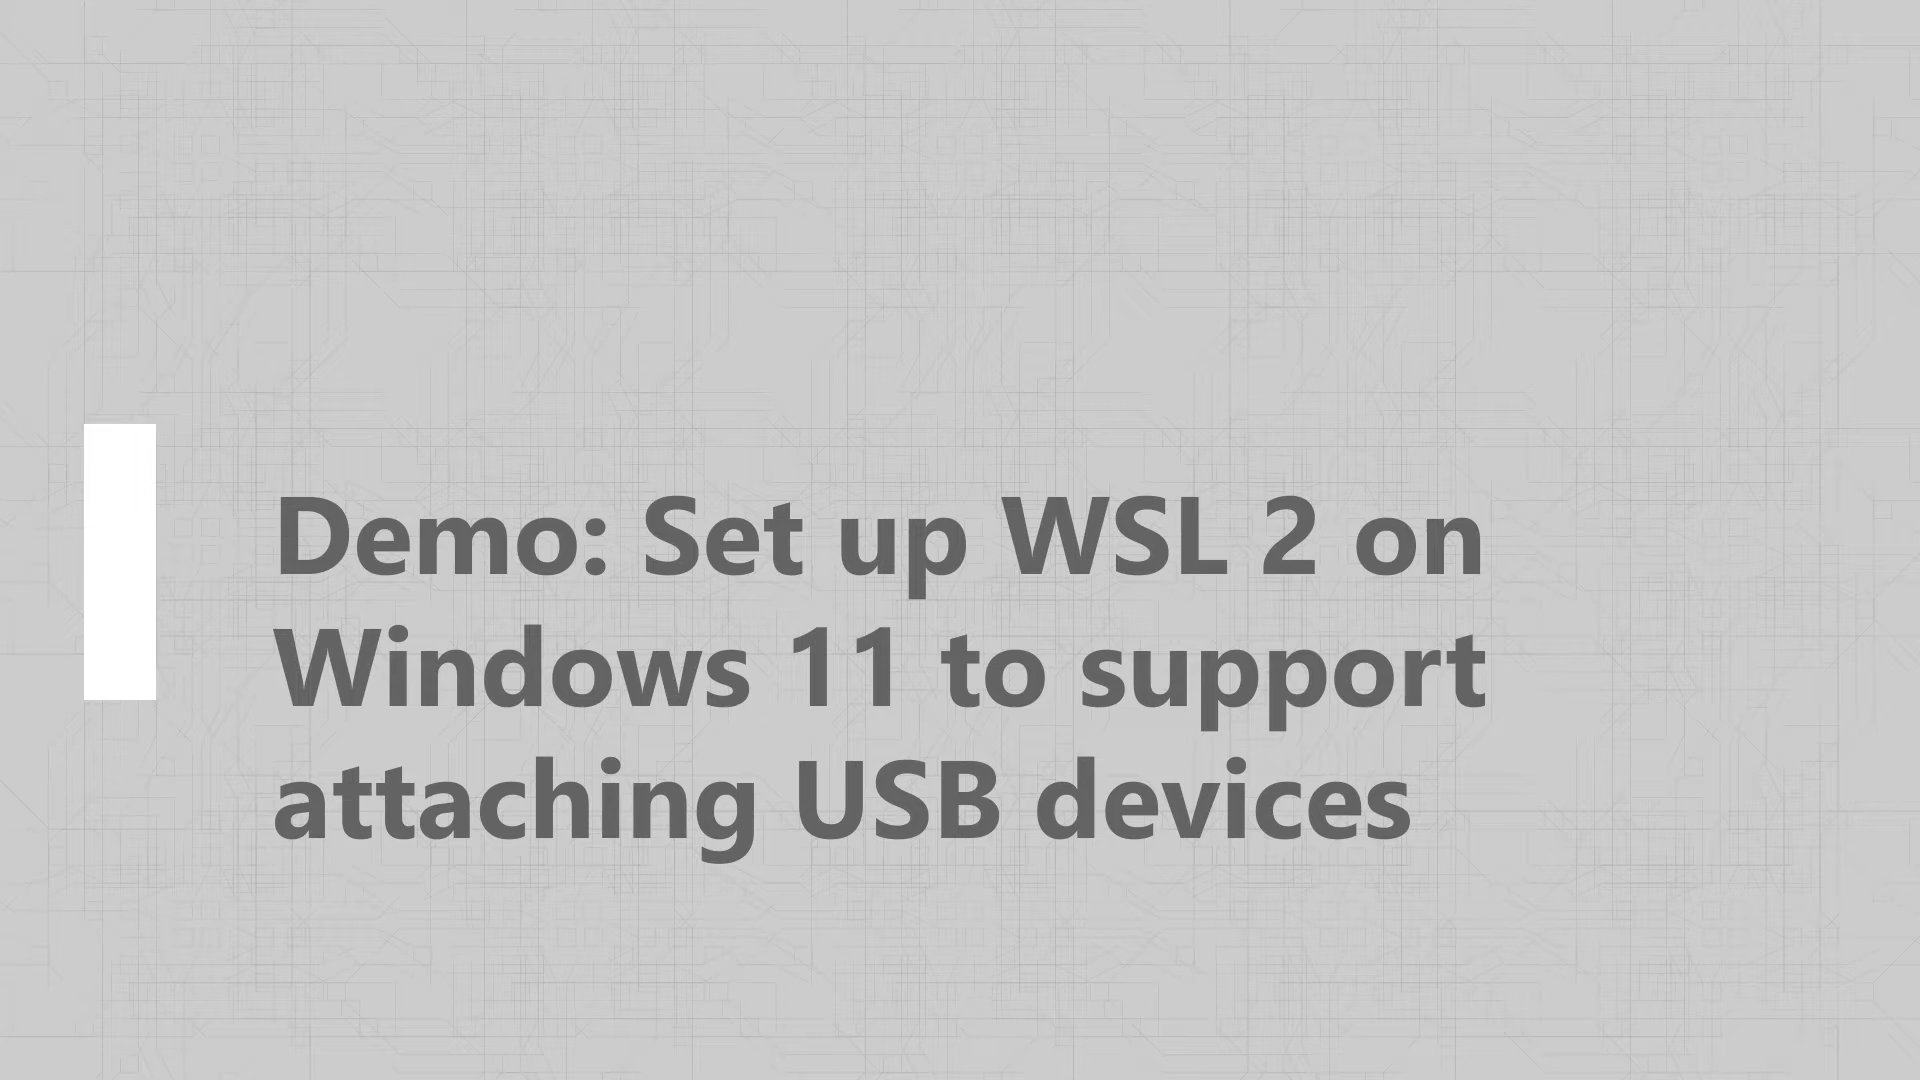 Demo: Set up WSL 2 on
Windows 11 to support
attaching USB devices